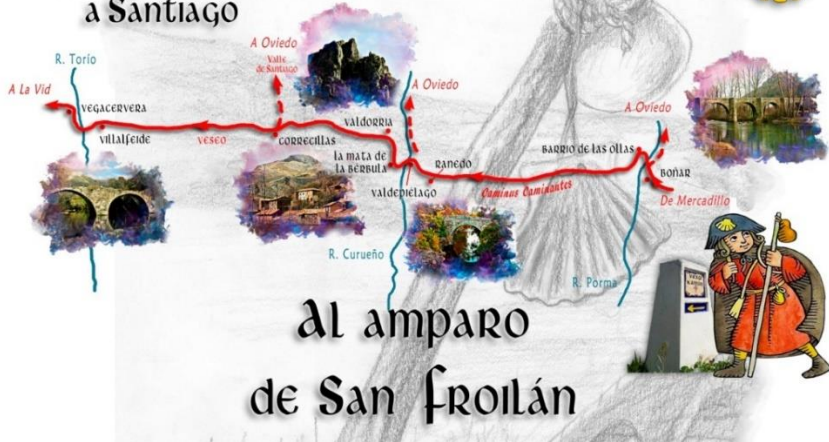 a Santiago
R. Torío
A Oviedo
Valle
de Santiago
A Oviedo
A La Vid
A Oviedo
VEGACERVERA
VILLALFEIDE
VESEO
CORRECILLAS
VALDORRIA
LA MATA DE
LA BÉRBULA
VALDEPIÉLAGO
RANEDO
Caminus Caminantes
BARRIO DE LAS OLLAS
BOÑAR
De Mercadillo
R. Curueño
R. Porma
Al amparo
de San Froilán